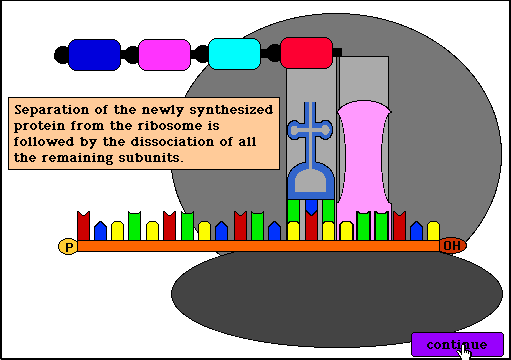 Separation of the newly synthesized
protein from the ribosome is
followed by the dissociation of all
the remaining subunits.
P
OH
continue